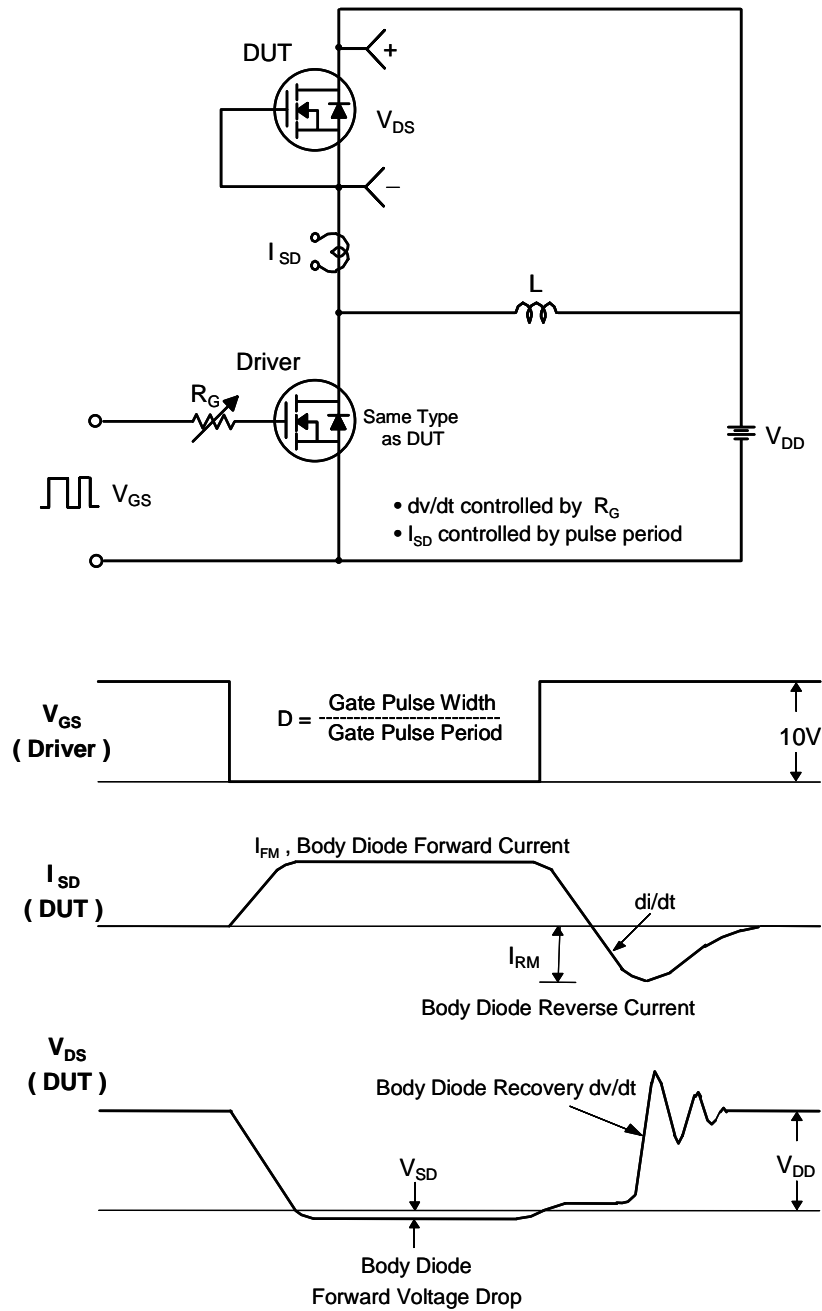 DUT
+
V_DS
−
I_SD
L
Driver
R_G
Same Type
as DUT
V_DD
V_GS
• dv/dt controlled by R_G
• I_SD controlled by pulse period
V_GS
( Driver )
D = Gate Pulse Width
Gate Pulse Period
10V
I_FM , Body Diode Forward Current
I_SD
( DUT )
di/dt
I_RM
Body Diode Reverse Current
V_DS
( DUT )
Body Diode Recovery dv/dt
V_SD
V_DD
Body Diode
Forward Voltage Drop